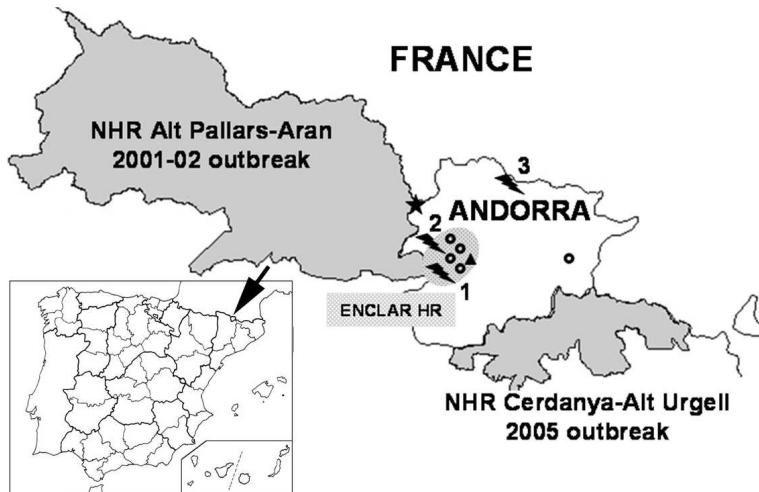 FRANCE
NHR Alt Pallars-Aran
2001-02 outbreak
3
ANDORRA
2
1
ENCLAR HR
NHR Cerdanya-Alt Urgell
2005 outbreak